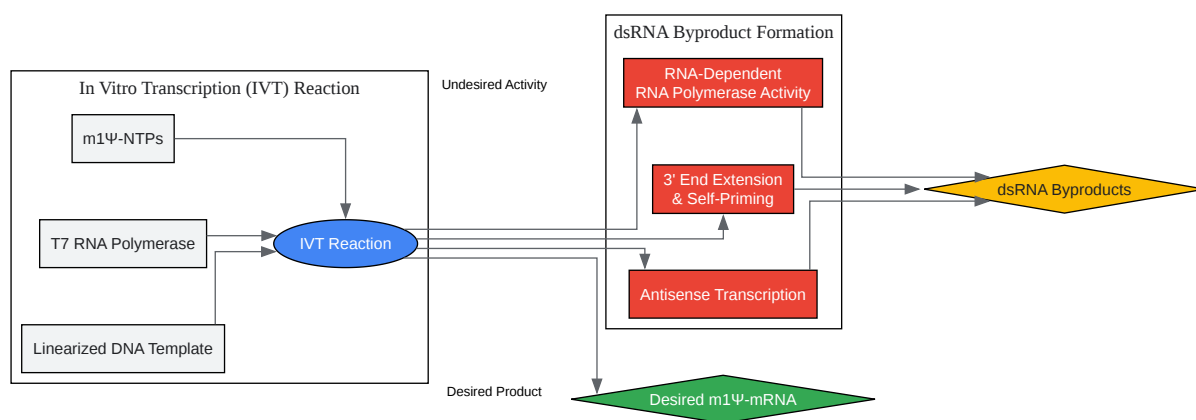 In Vitro Transcription (IVT) Reaction
m1Ψ-NTPs
T7 RNA Polymerase
IVT Reaction
Linearized DNA Template
Undesired Activity
Desired Product
dsRNA Byproduct Formation
RNA-Dependent
RNA Polymerase Activity
3' End Extension
& Self-Priming
Antisense Transcription
dsRNA Byproducts
Desired m1Ψ-mRNA